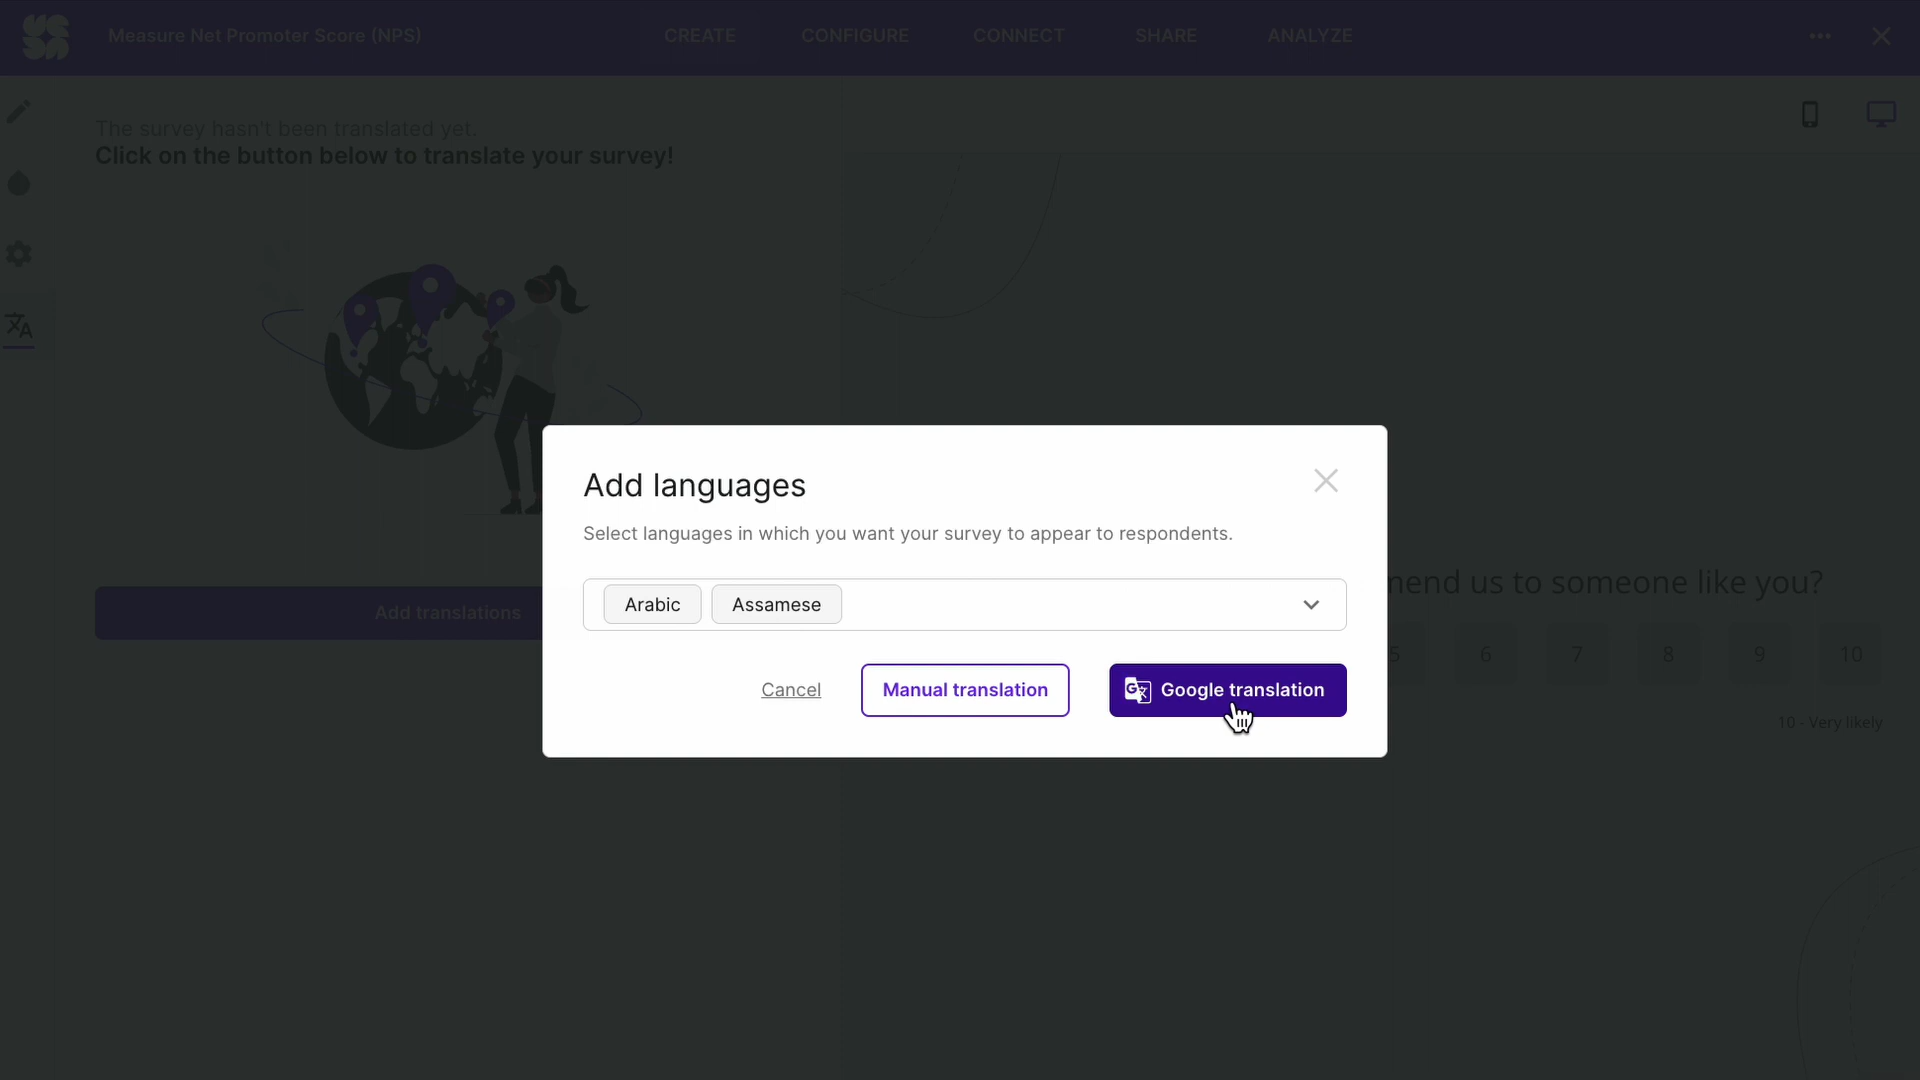 Measure Net Promoter Score (NPS)
CREATE
CONFIGURE
CONNECT
SHARE
ANALYZE
The survey hasn't been translated yet.
Click on the button below to translate your survey!
Add languages
Select languages in which you want your survey to appear to respondents.
Arabic
Assamese
Cancel
Manual translation
Google translation
Add translations
mend us to someone like you?
5
6
7
8
9
10
10 - Very likely